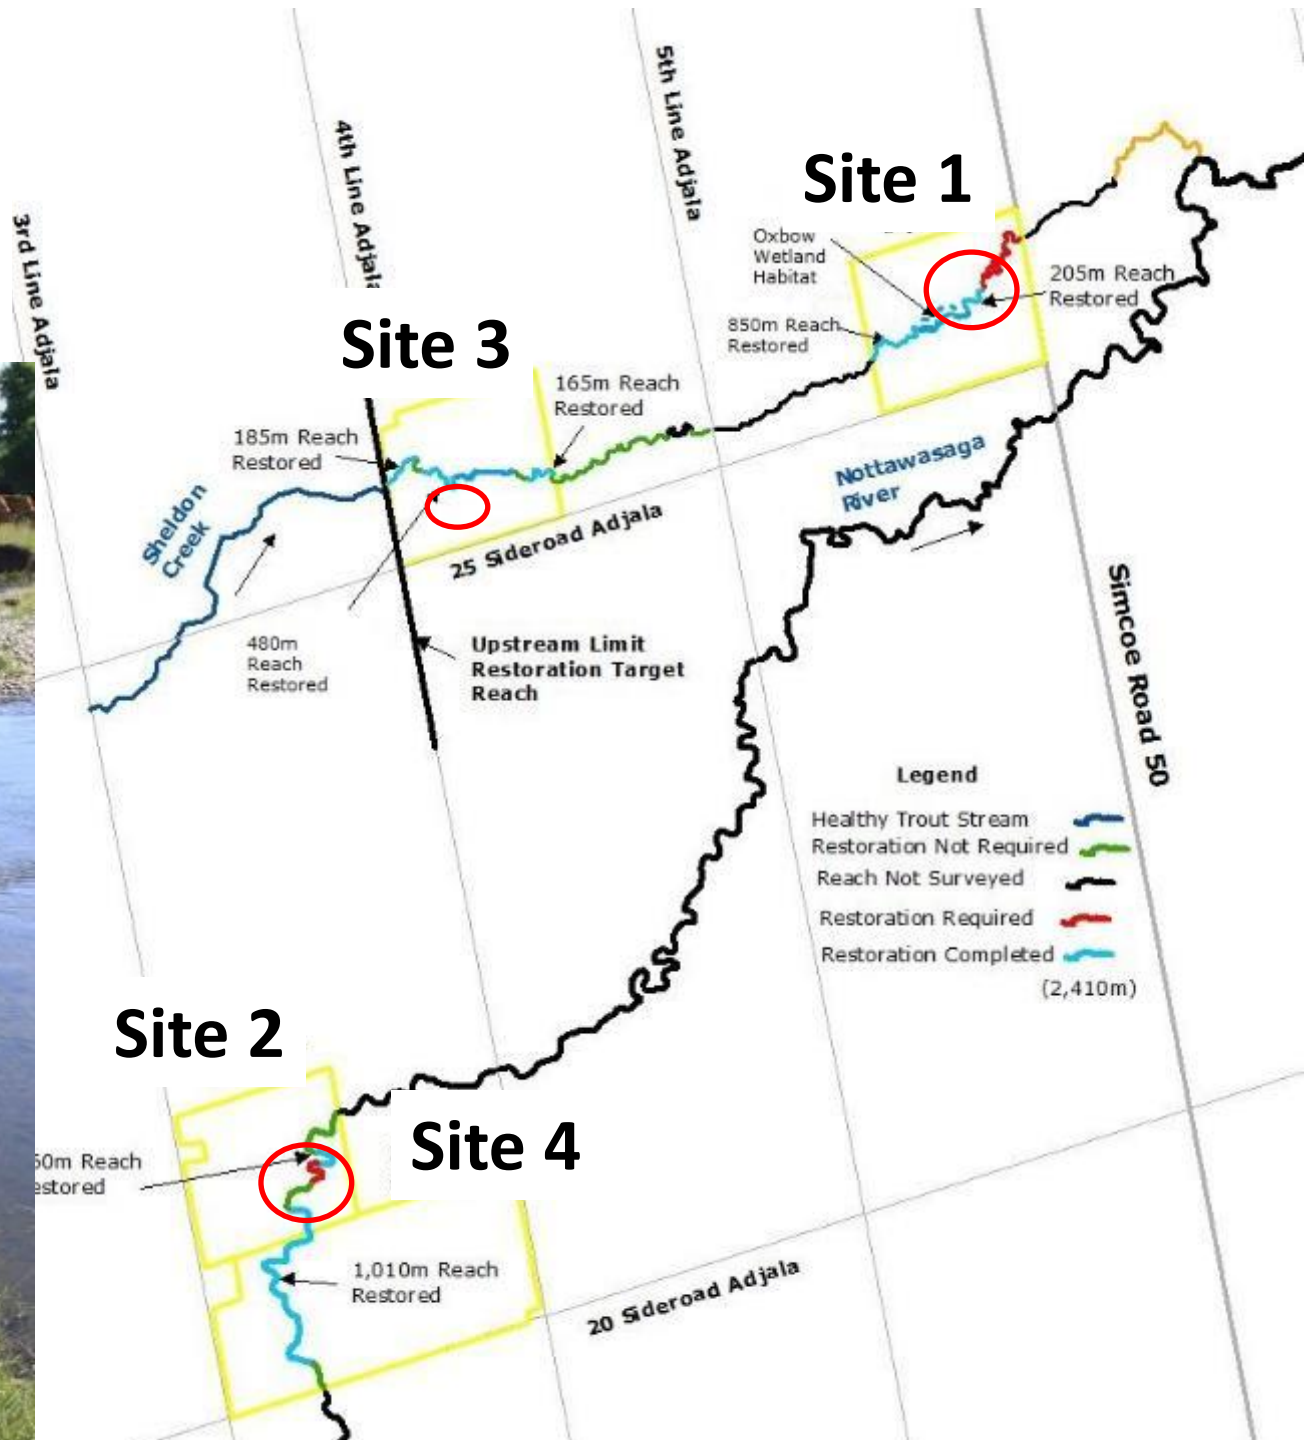 5th Line Adjala
4th Line Adjala
3rd Line Adjala
Site 1
Oxbow
Wetland
Habitat
205m Reach
Restored
850m Reach
Restored
Site 3
165m Reach
Restored
185m Reach
Restored
Sheldon
Creek
25 Sideroad Adjala
Nottawasaga
River
480m
Reach
Restored
Upstream Limit
Restoration Target
Reach
Simcoe Road 50
Legend
Healthy Trout Stream
Restoration Not Required
Reach Not Surveyed
Restoration Required
Restoration Completed
(2,410m)
Site 2
Site 4
60m Reach
estored
1,010m Reach
Restored
20 Sideroad Adjala